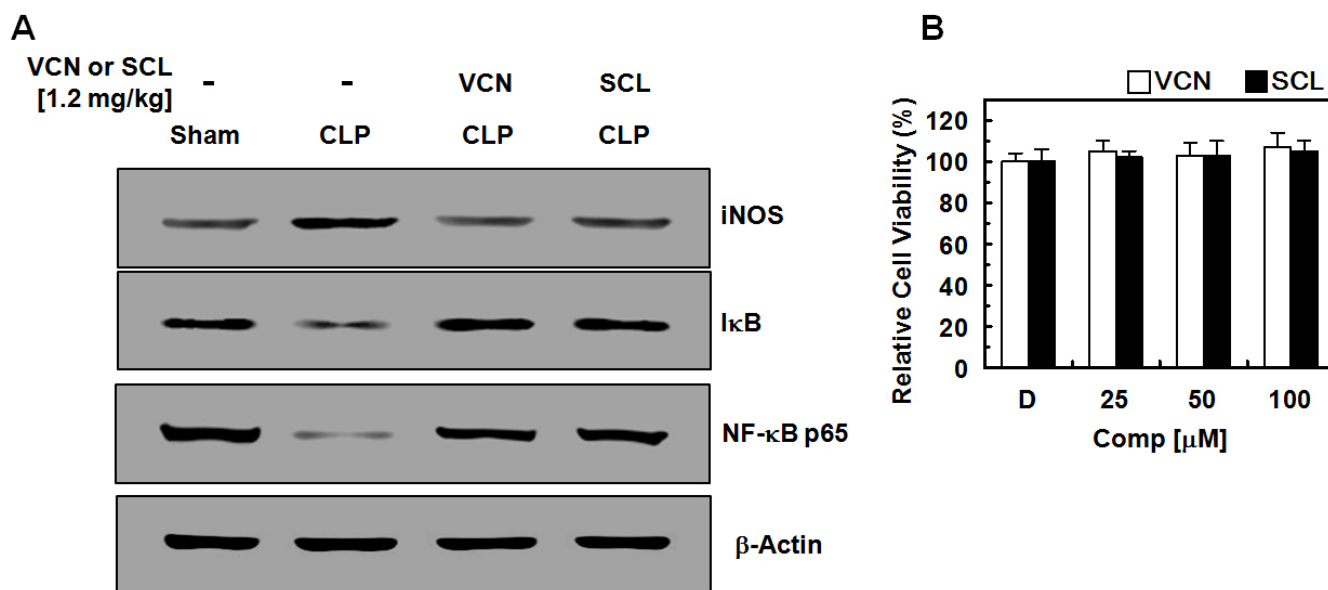 A
VCN or SCL
[1.2 mg/kg]
- - VCN SCL
Sham CLP CLP CLP
iNOS
IκB
NF-κB p65
β-Actin
B
VCN SCL
Relative Cell Viability (%)
120
100
80
60
40
20
0
D 25 50 100
Comp [μM]